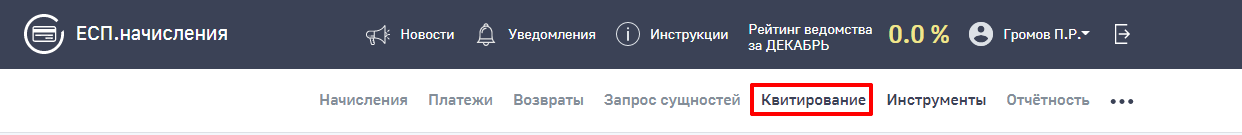 ЕСП.начисления
Новости
Уведомления
Инструкции
Рейтинг ведомства
за ДЕКАБРЬ
0.0 %
Громов П.Р.
Начисления Платежи Возвраты Запрос сущностей Квитирование Инструменты Отчётность